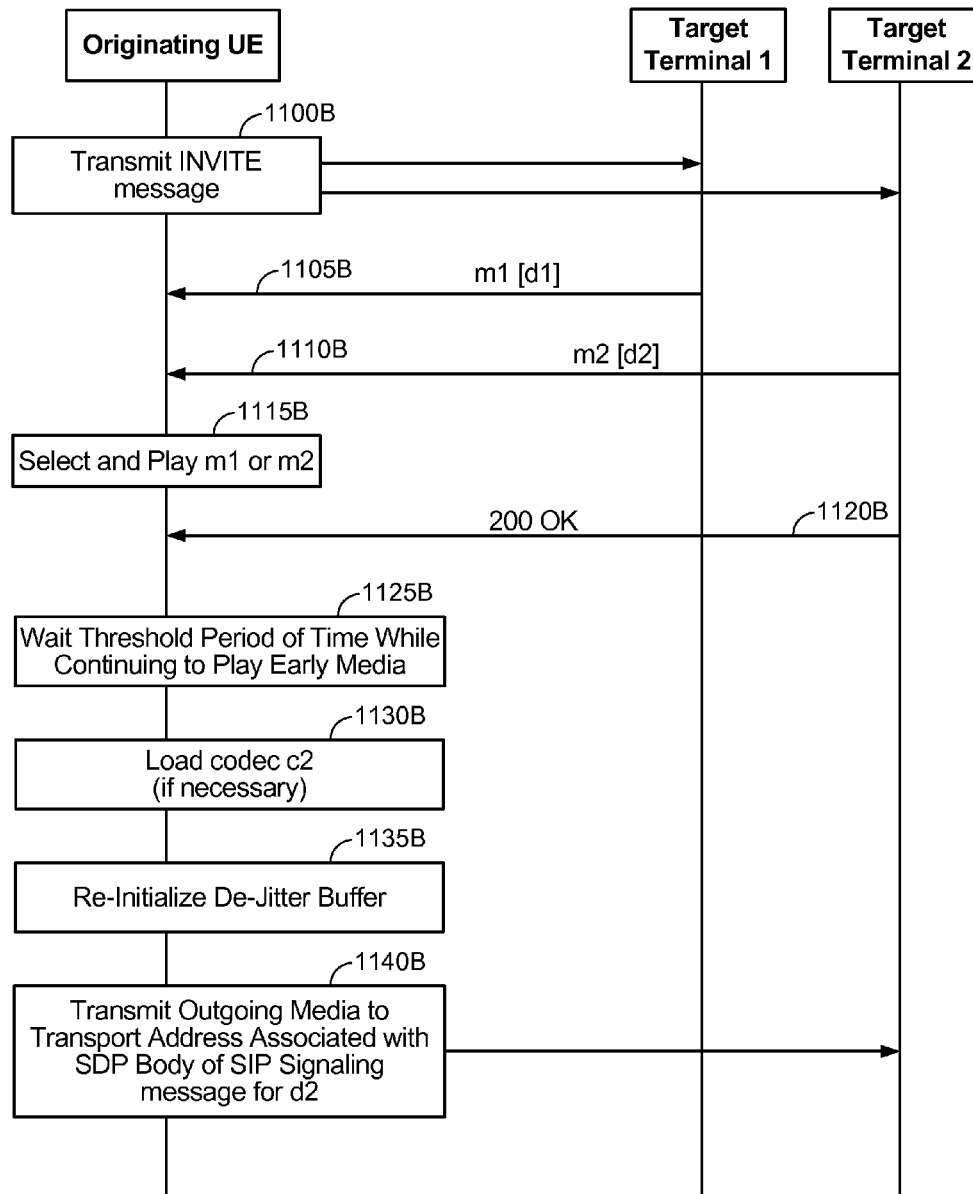 Originating UE
Target
Terminal 1
Target
Terminal 2
1100B
Transmit INVITE
message
1105B
m1 [d1]
1110B
m2 [d2]
1115B
Select and Play m1 or m2
1120B
200 OK
1125B
Wait Threshold Period of Time While
Continuing to Play Early Media
1130B
Load codec c2
(if necessary)
1135B
Re-Initialize De-Jitter Buffer
1140B
Transmit Outgoing Media to
Transport Address Associated with
SDP Body of SIP Signaling
message for d2